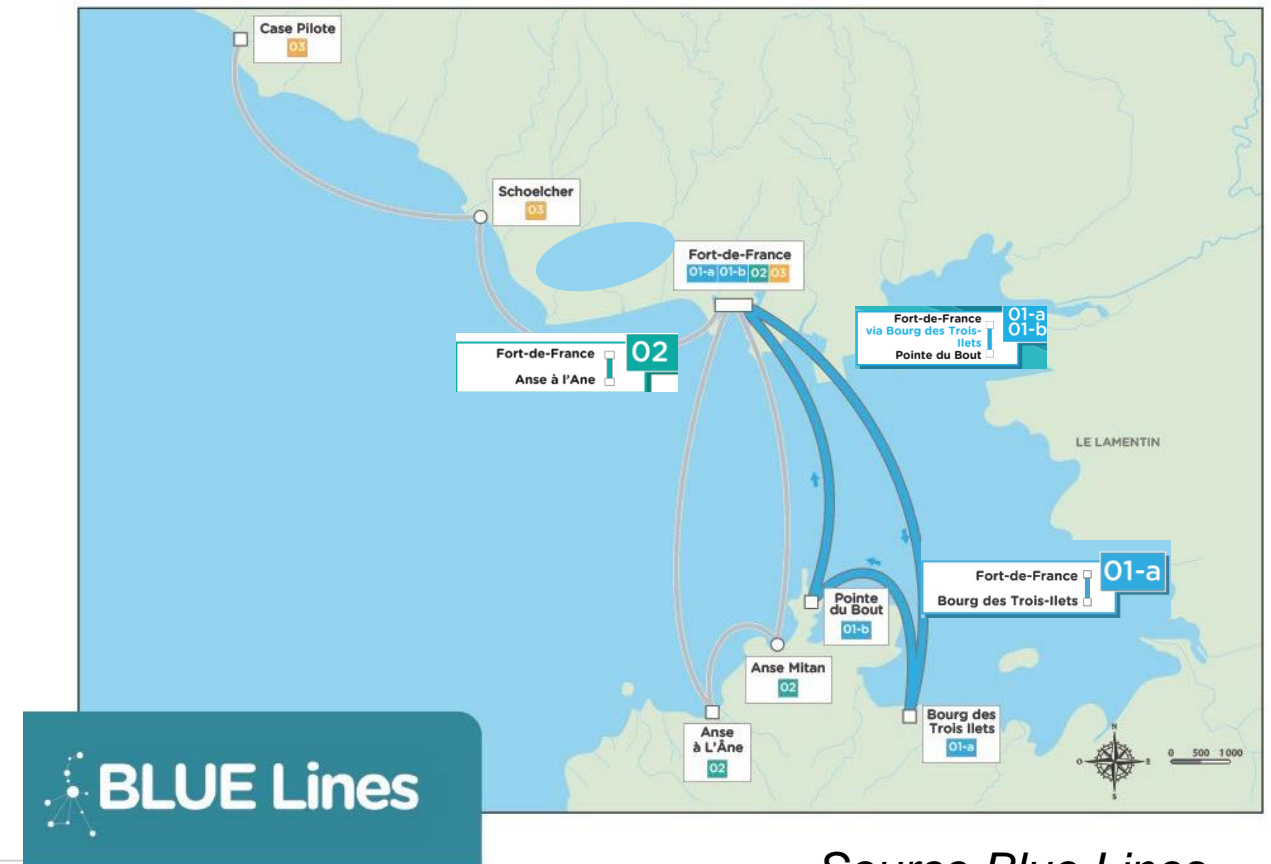 Case Pilote
03
Schoelcher
03
Fort-de-France
01-a 01-b 02 03
Fort-de-France
via Bourg des Trois-
Ilets
Pointe du Bout
01-a
01-b
Fort-de-France
Anse à l'Ane
02
LE LAMENTIN
Fort-de-France
Bourg des Trois-Ilets
01-a
Pointe
du Bout
01-b
Anse Mitan
02
Anse
à L'Âne
02
Bourg des
Trois Ilets
01-a
N
O
E
S
0 500 1 000
BLUE Lines
Source Blue Lines